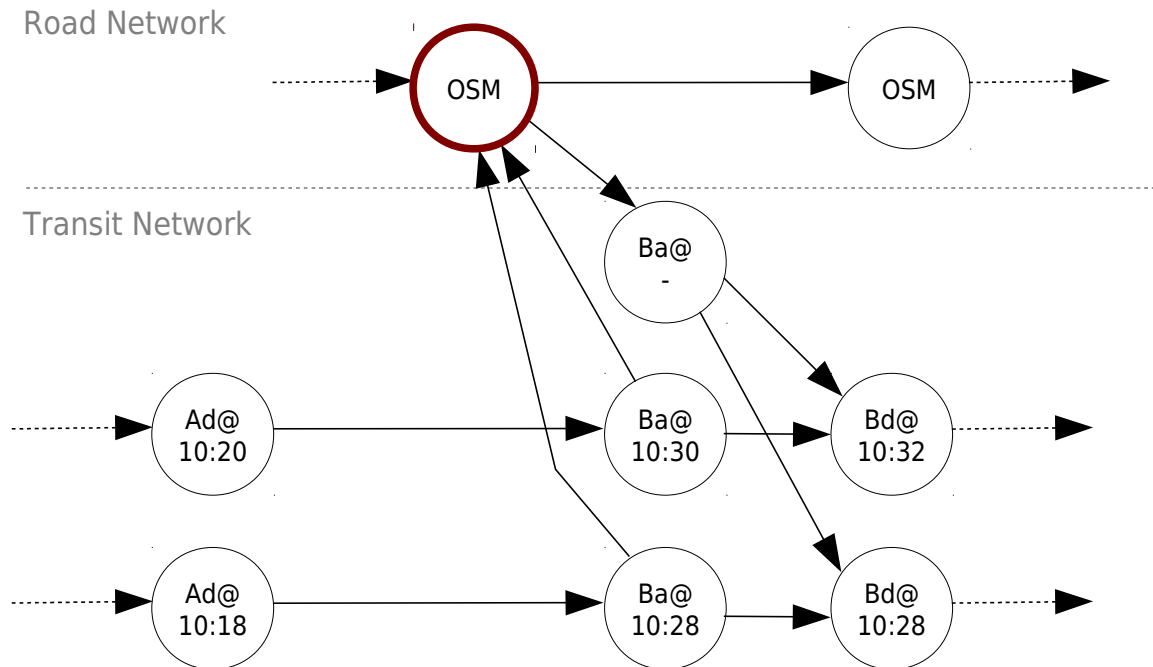 Road Network
OSM
OSM
Transit Network
Ba@
-
Ad@
10:20
Ba@
10:30
Bd@
10:32
Ad@
10:18
Ba@
10:28
Bd@
10:28